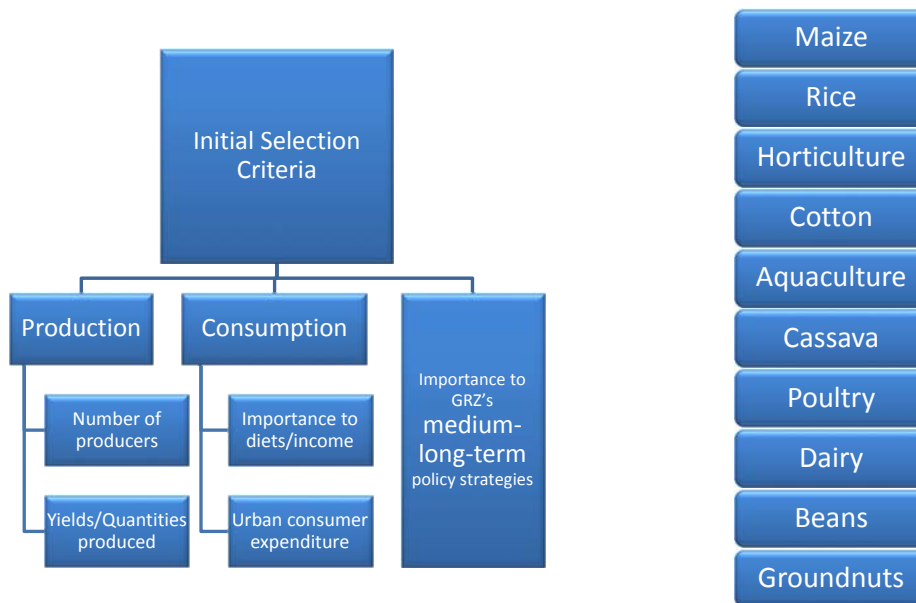 Initial Selection
Criteria
Production
Number of
producers
Yields/Quantities
produced
Consumption
Importance to
diets/income
Urban consumer
expenditure
Importance to
GRZ's
medium-
long-term
policy strategies
Maize
Rice
Horticulture
Cotton
Aquaculture
Cassava
Poultry
Dairy
Beans
Groundnuts